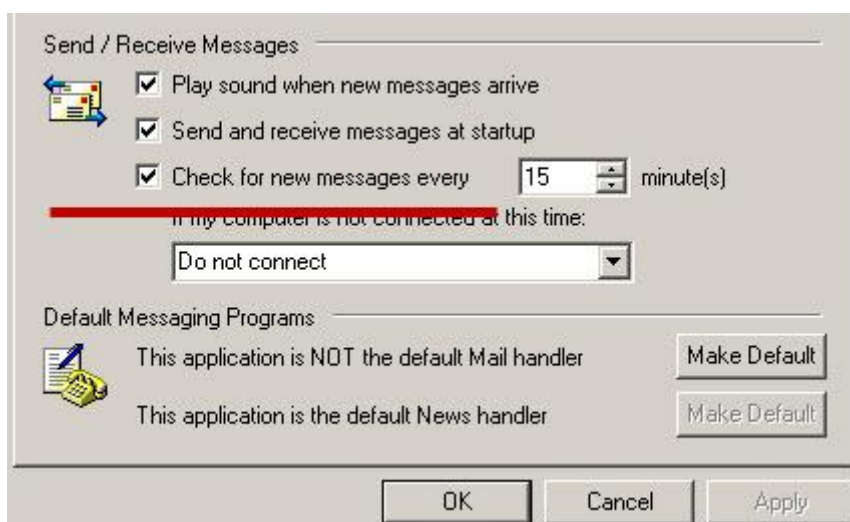 Send / Receive Messages
Play sound when new messages arrive
Send and receive messages at startup
Check for new messages every 15 minute(s)
If my computer is not connected at this time:
Do not connect
Default Messaging Programs
This application is NOT the default Mail handler Make Default
This application is the default News handler Make Default
OK Cancel Apply